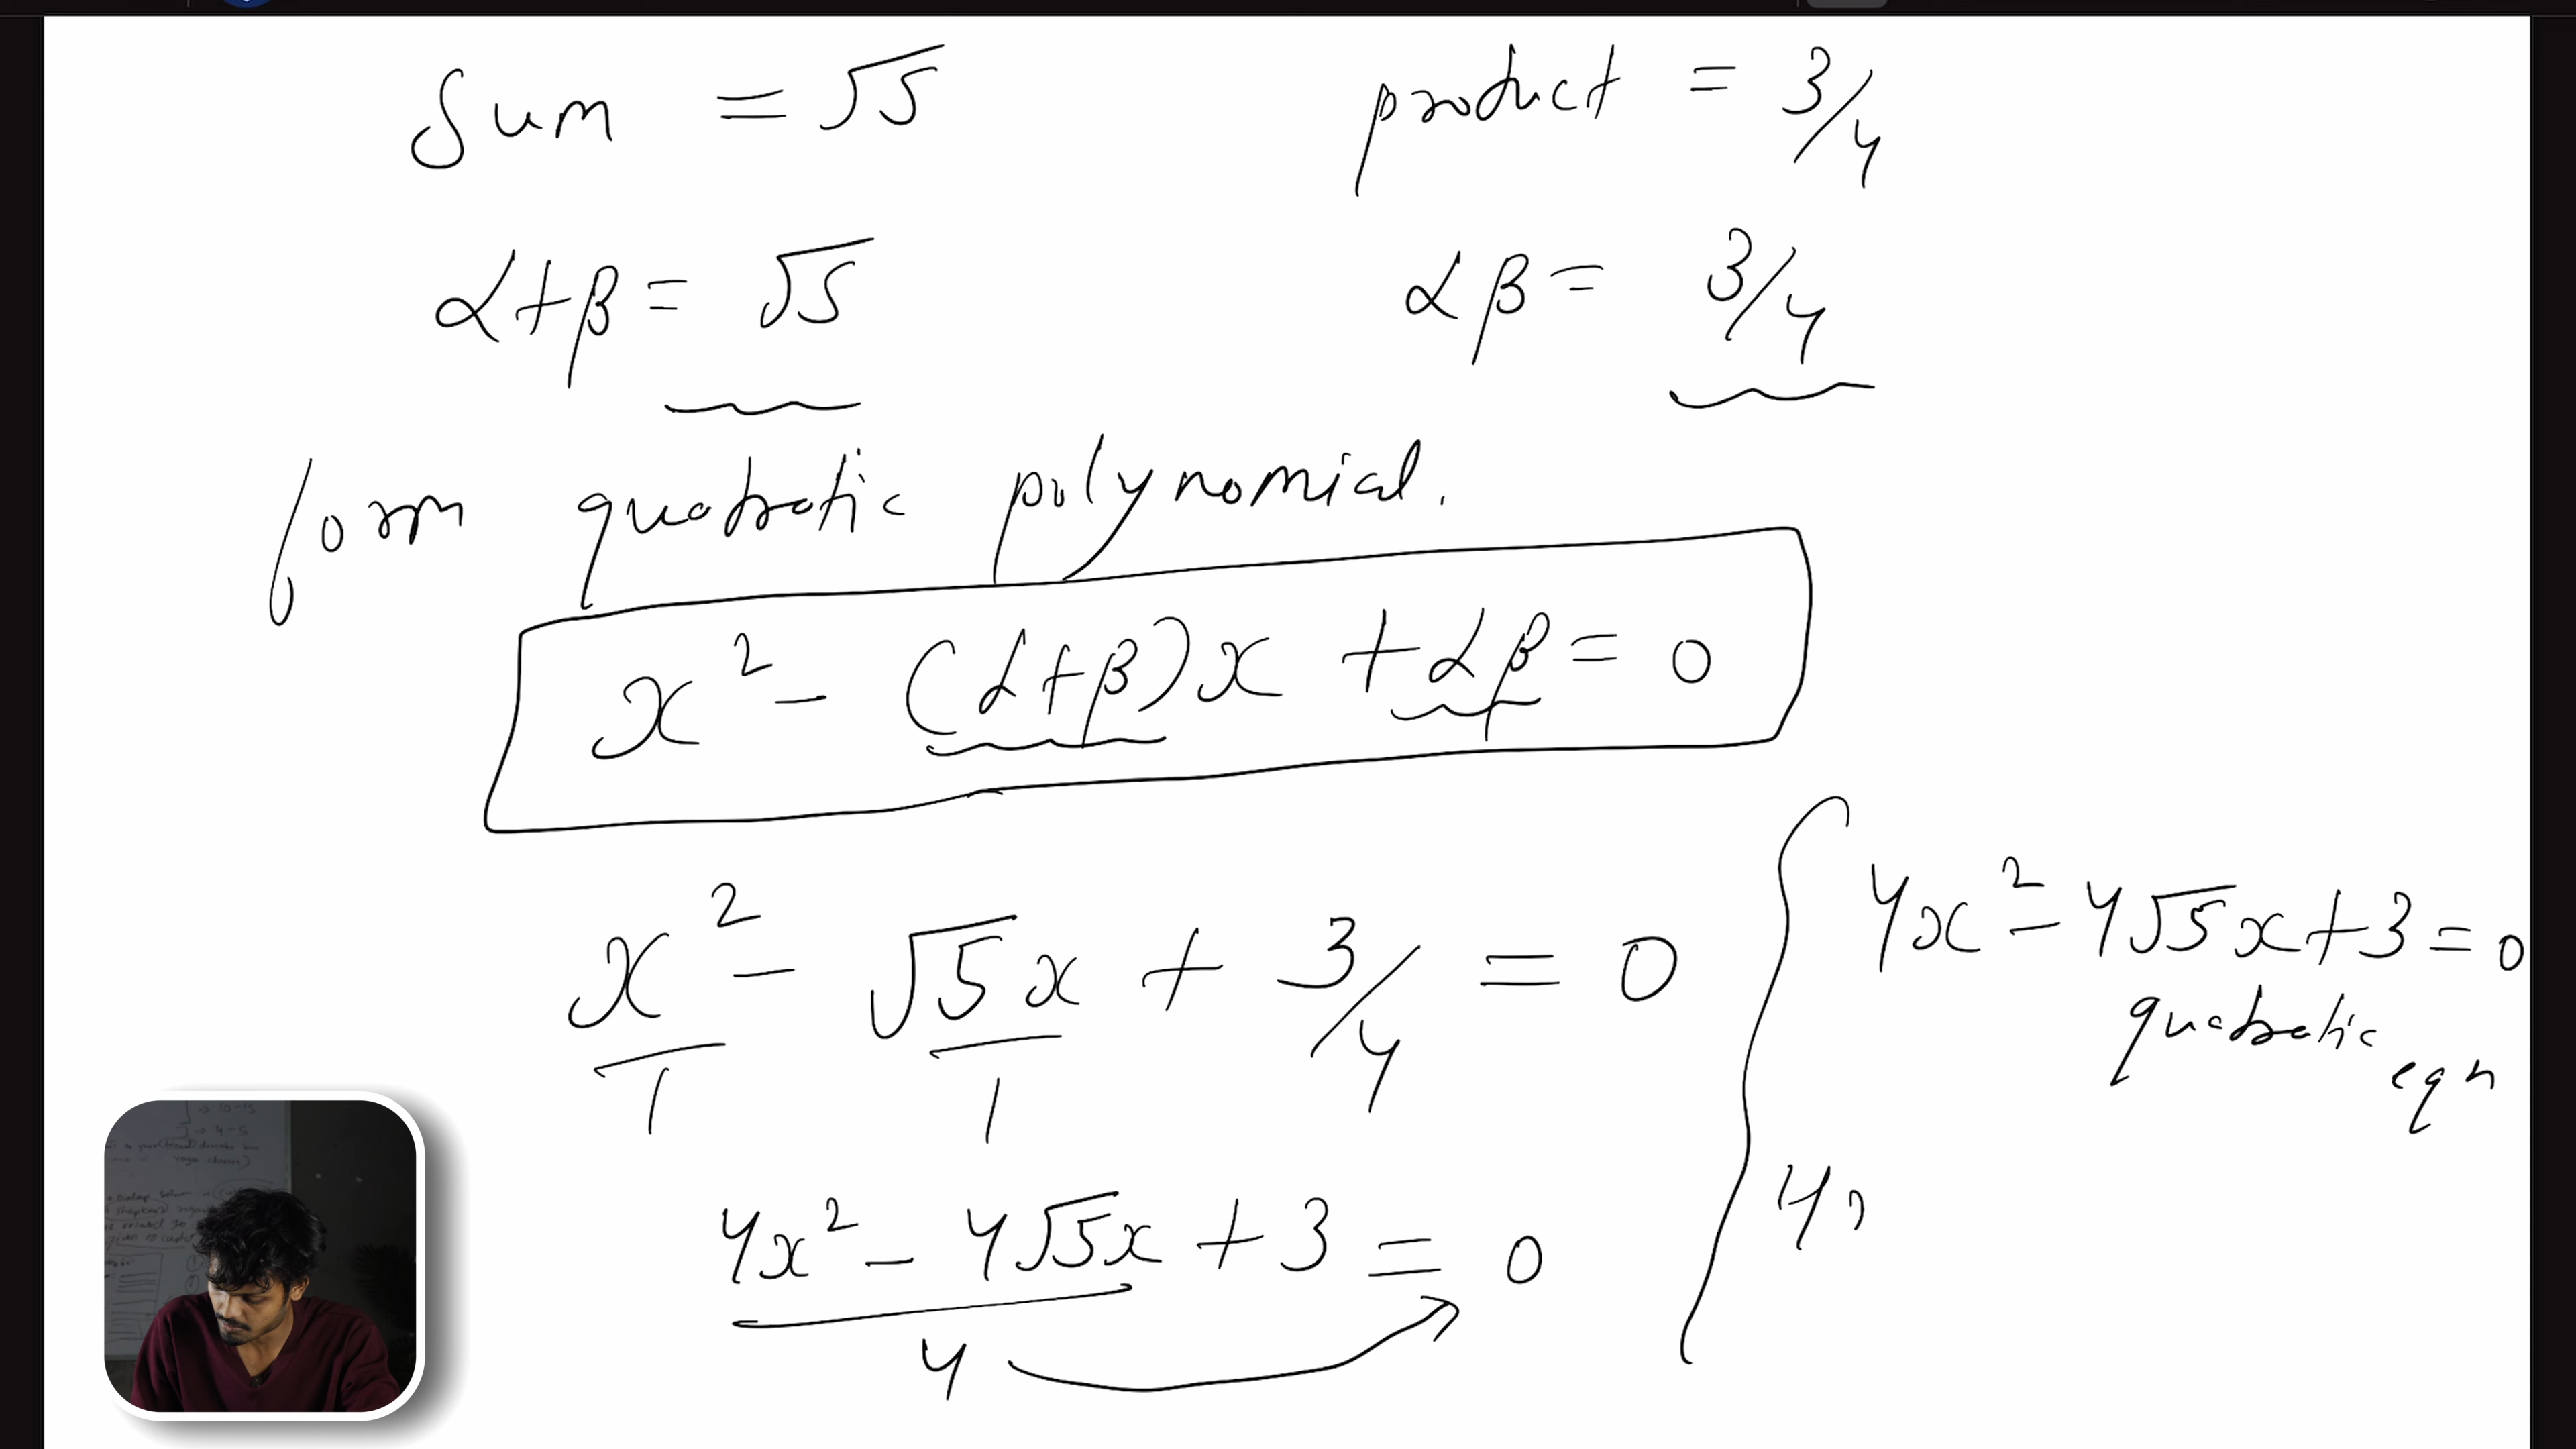 Sum = √5 product = 3/4
α+β = √5 αβ = 3/4
form quadratic polynomial.
x² - (α+β)x + αβ = 0
x²/1 - √5x/1 + 3/4 = 0
4x² - 4√5x + 3 = 0
4
4x² - 4√5x + 3 = 0
quadratic
eqn
4